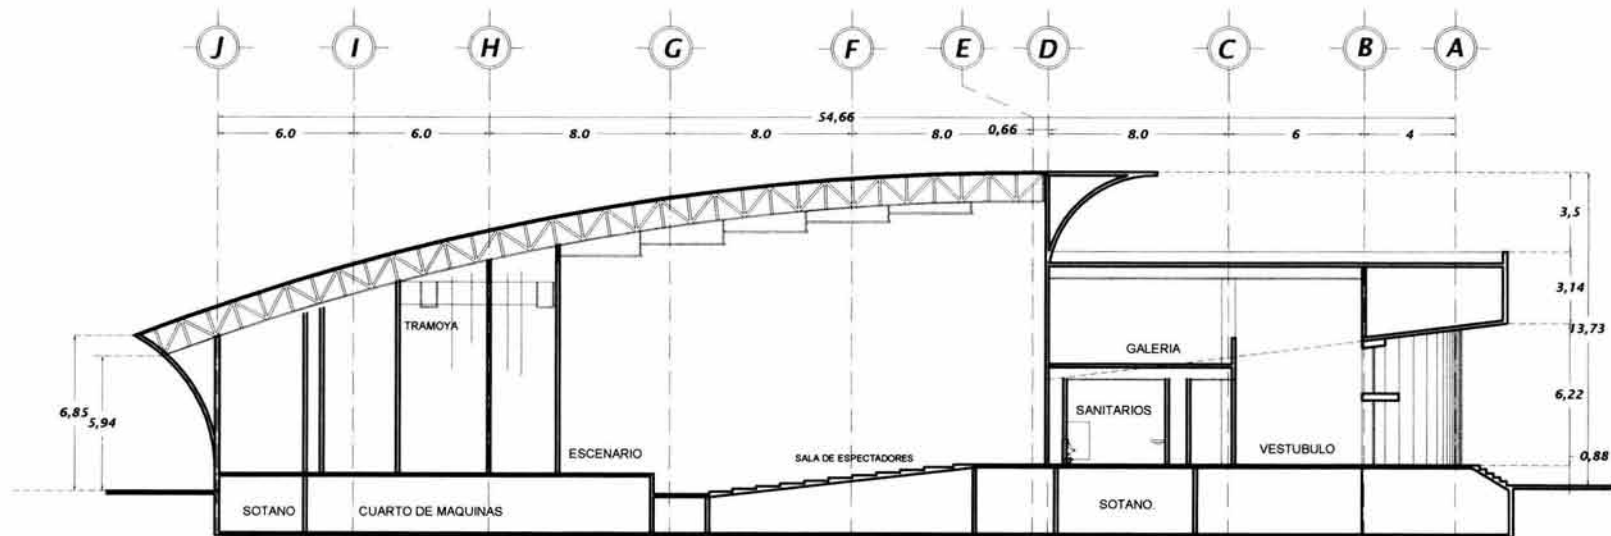 J I H G F E D C B A
54,66
6.0 6.0 8.0 8.0 8.0 0,66 8.0 6 4
3,5
3,14
13,73
TRAMOYA
GALERIA
6,85
5,94
6,22
SANITARIOS
ESCENARIO
SALA DE ESPECTADORES
VESTUBULO
0,88
SOTANO
CUARTO DE MAQUINAS
SOTANO.